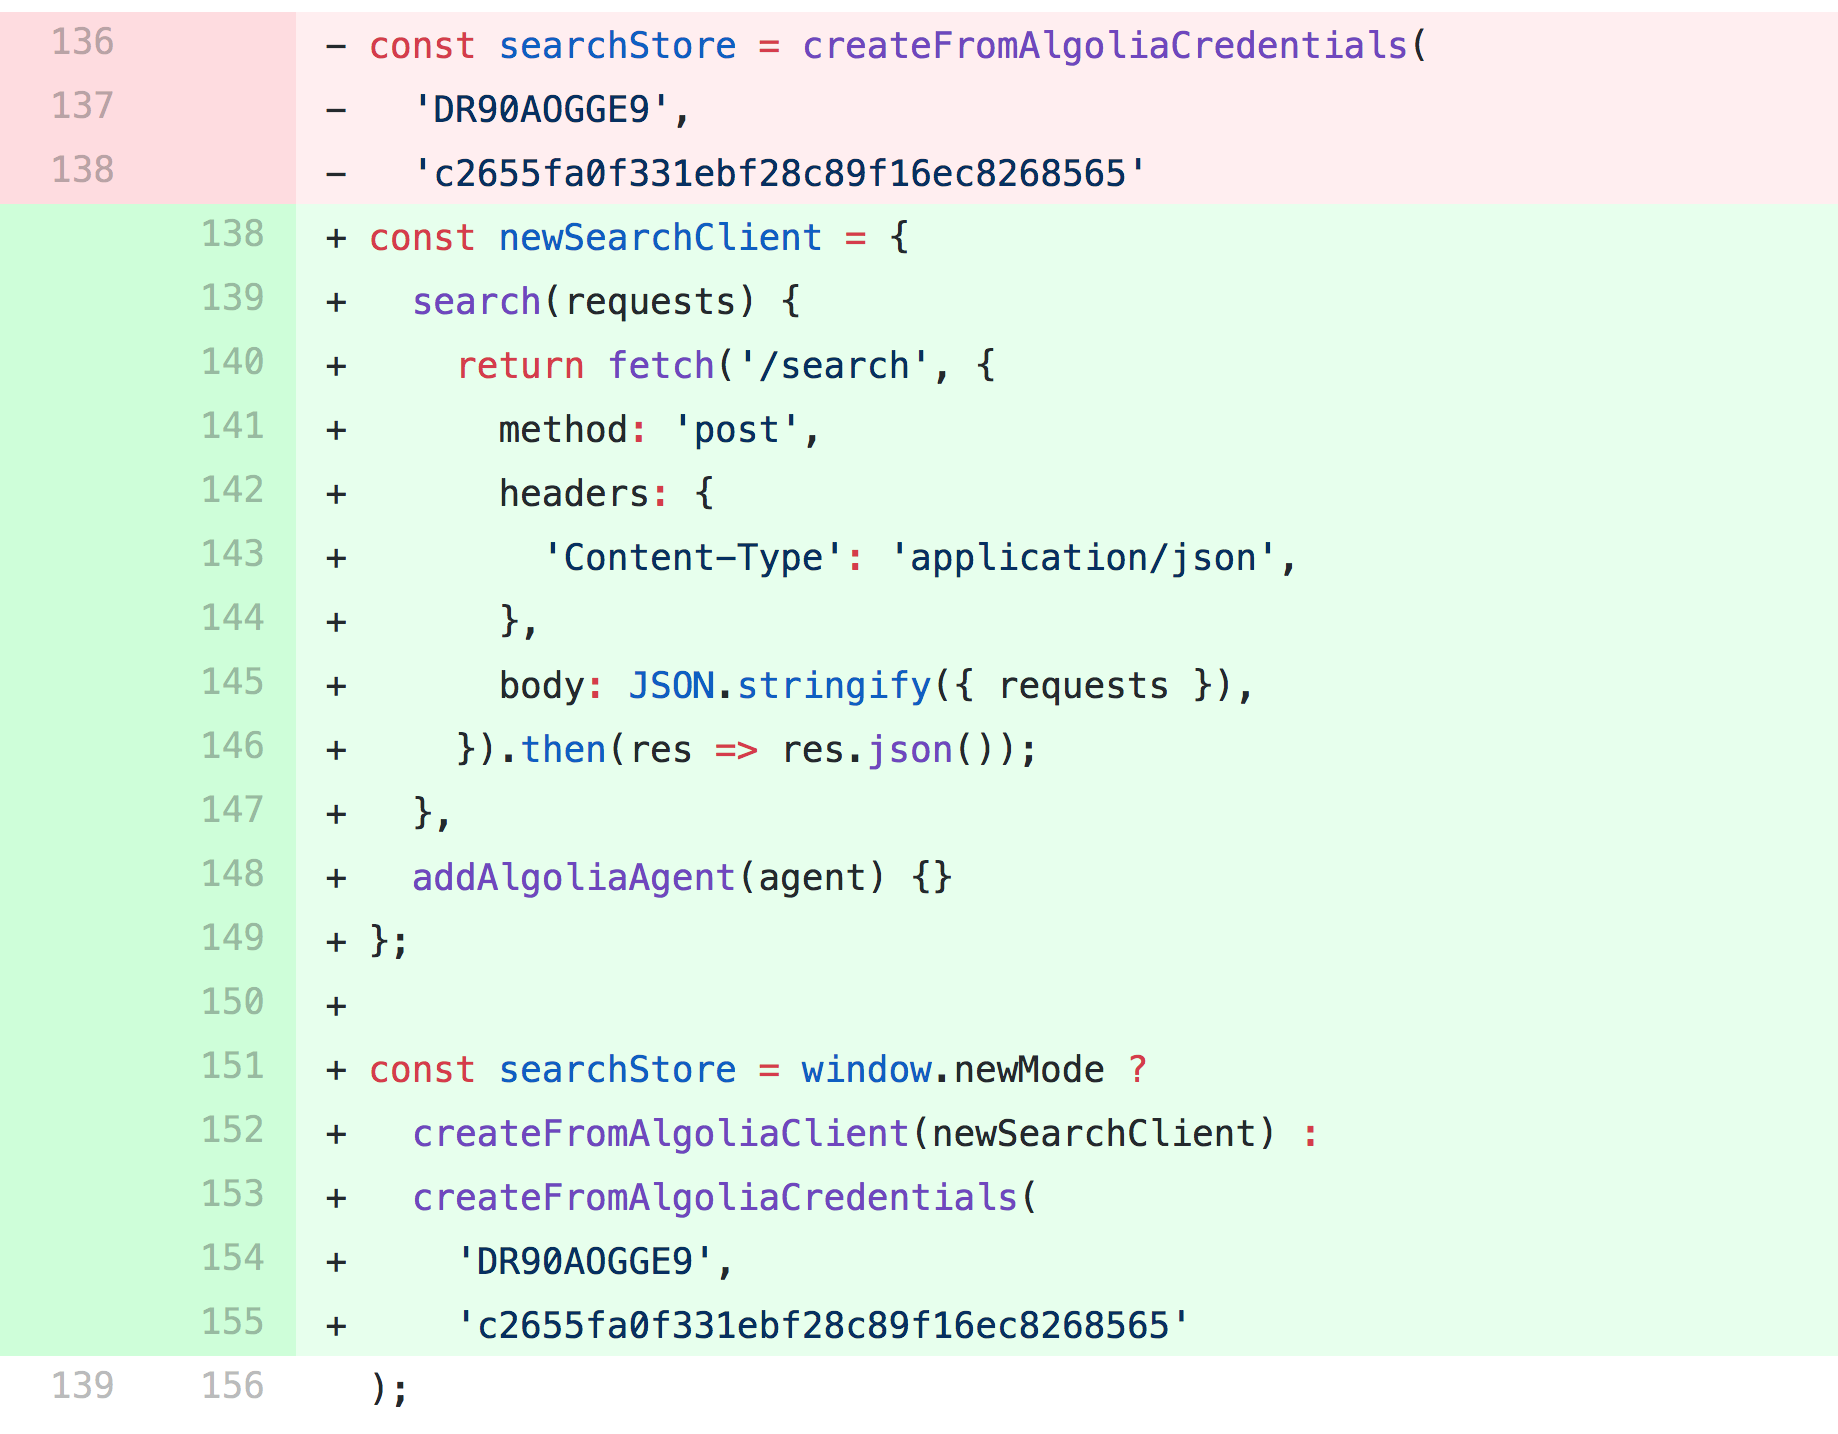 136 − const searchStore = createFromAlgoliaCredentials(
137 −   'DR90AOGGE9',
138 −   'c2655fa0f331ebf28c89f16ec8268565'
138 + const newSearchClient = {
139 +   search(requests) {
140 +     return fetch('/search', {
141 +       method: 'post',
142 +       headers: {
143 +         'Content-Type': 'application/json',
144 +       },
145 +       body: JSON.stringify({ requests }),
146 +     }).then(res => res.json());
147 +   },
148 +   addAlgoliaAgent(agent) {}
149 + };
150 +
151 + const searchStore = window.newMode ?
152 +   createFromAlgoliaClient(newSearchClient) :
153 +   createFromAlgoliaCredentials(
154 +     'DR90AOGGE9',
155 +     'c2655fa0f331ebf28c89f16ec8268565'
139 156   );